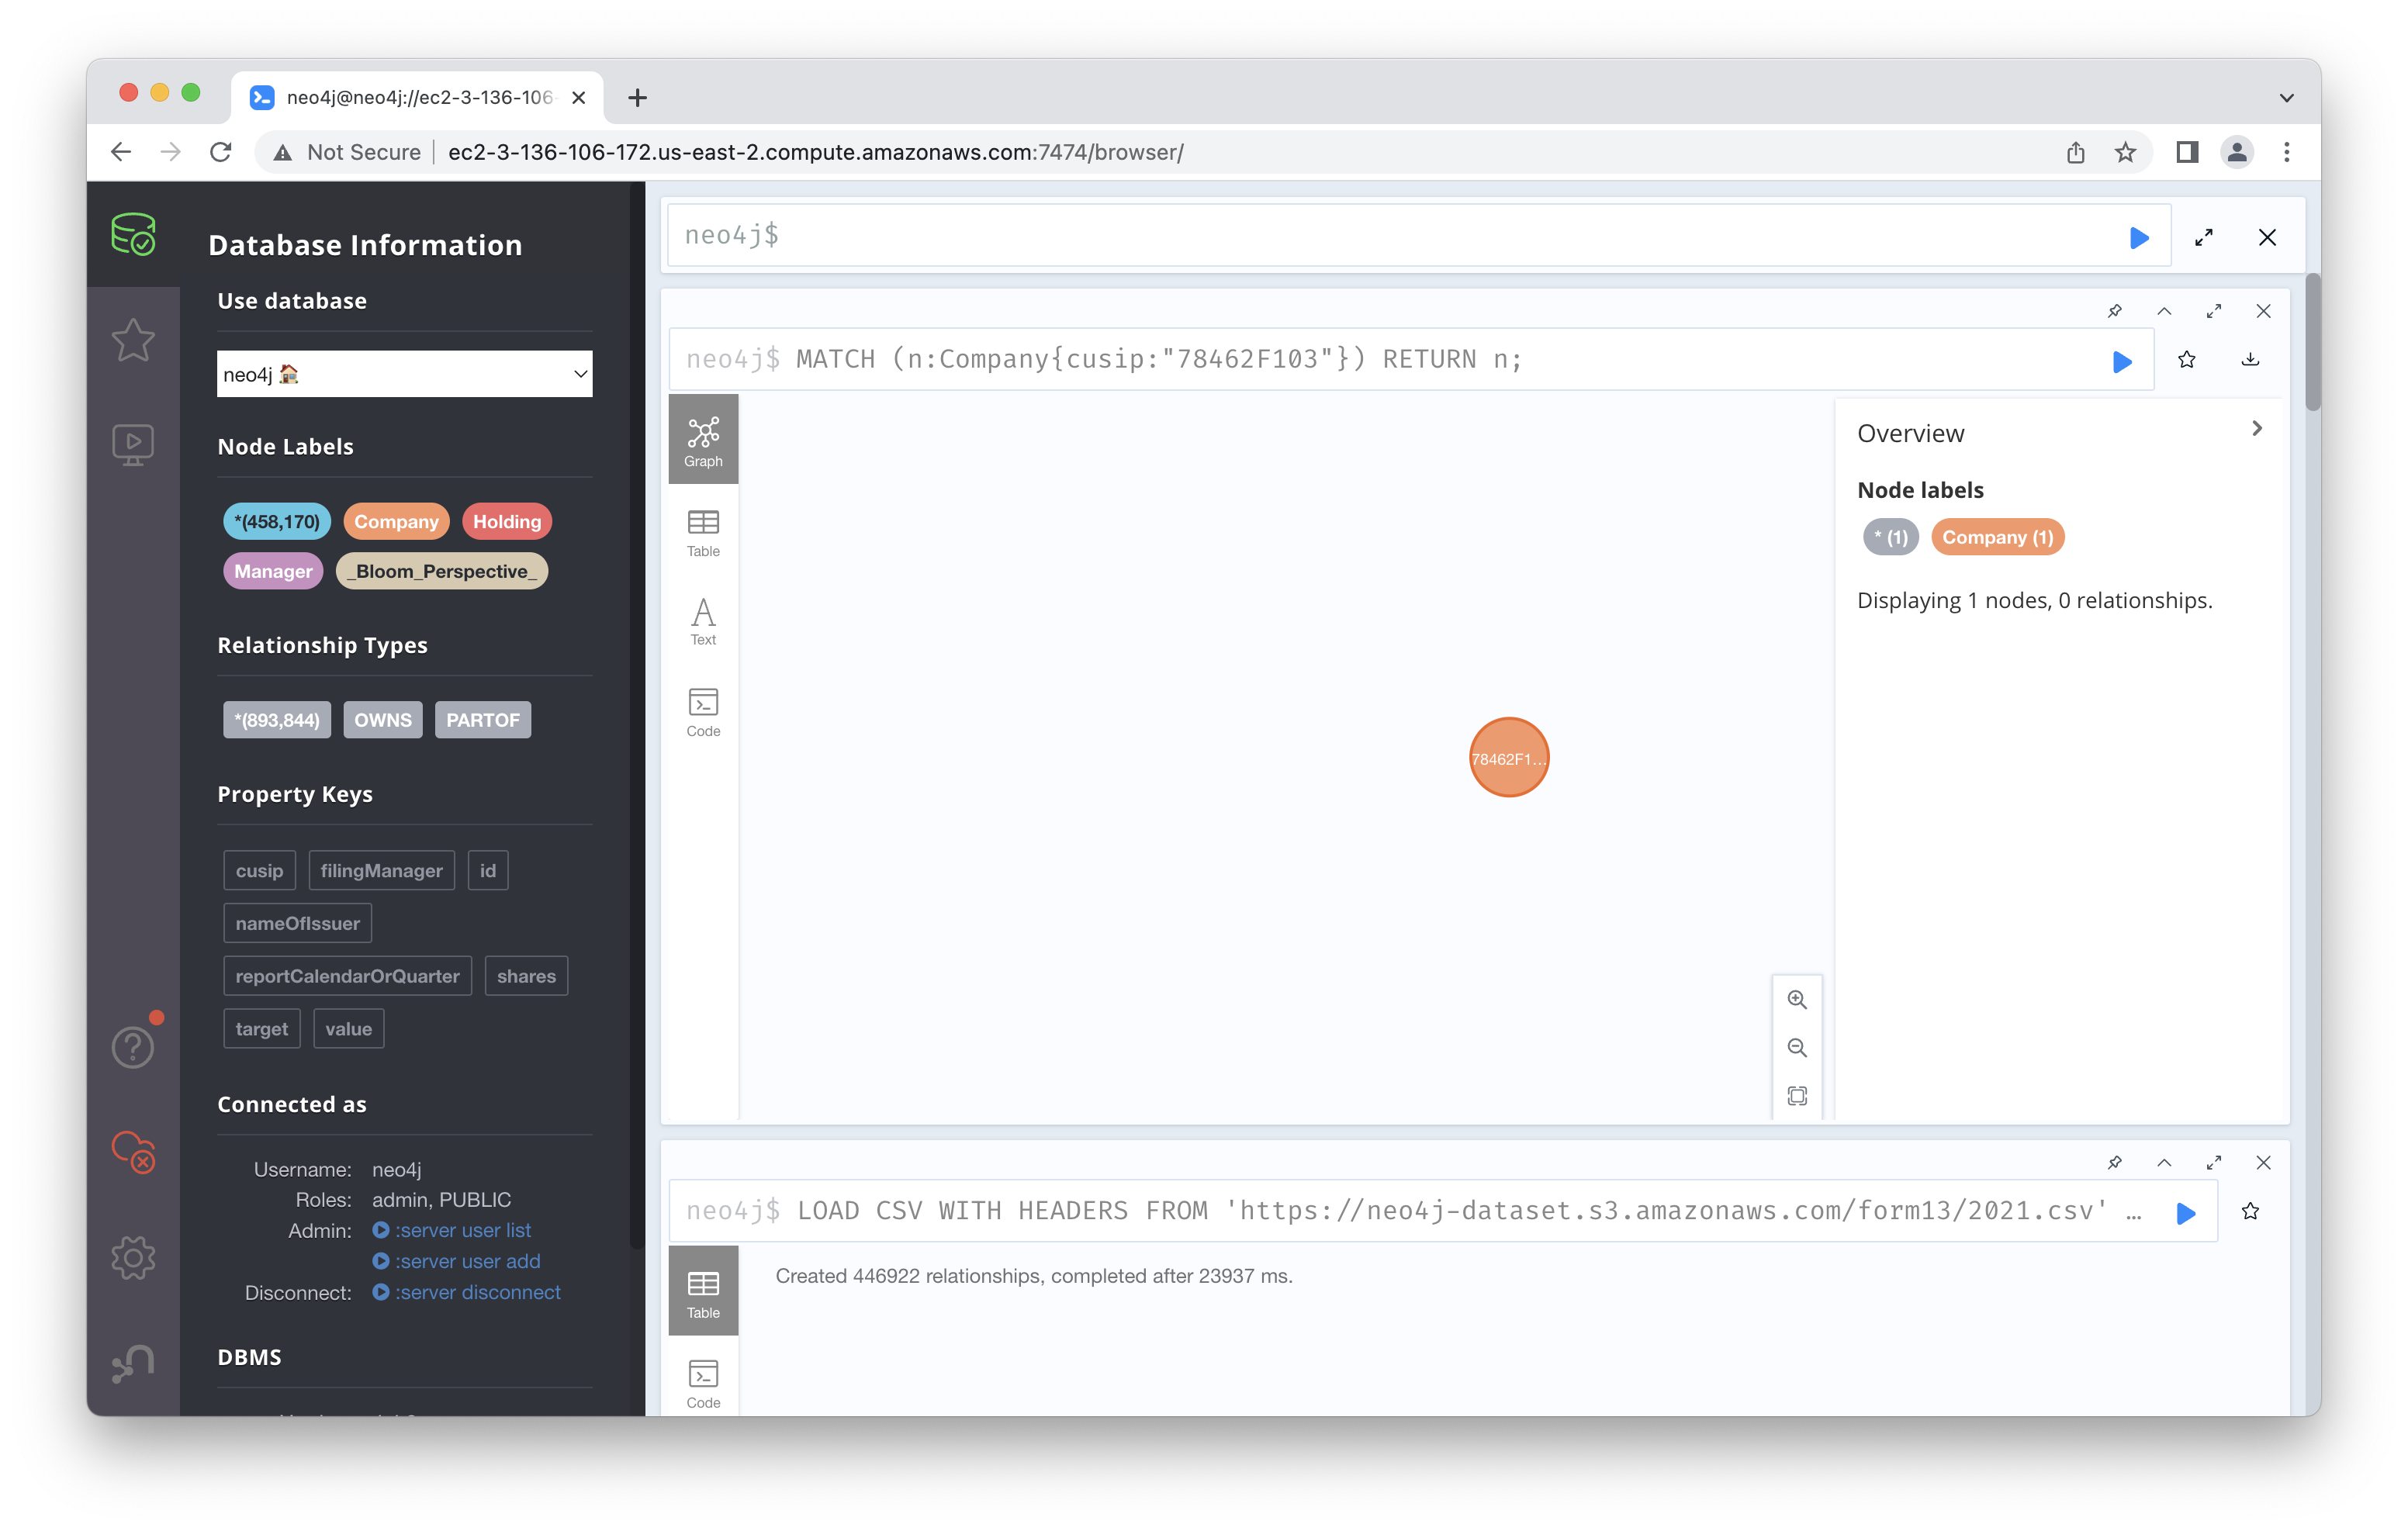 neo4j@neo4j://ec2-3-136-106
Not Secure
ec2-3-136-106-172.us-east-2.compute.amazonaws.com:7474/browser/
Database Information
Use database
neo4j
Node Labels
*(458,170) Company Holding
Manager _Bloom_Perspective_
Relationship Types
*(893,844) OWNS PARTOF
Property Keys
cusip filingManager id
nameOfIssuer
reportCalendarOrQuarter shares
target value
Connected as
Username: neo4j
Roles: admin, PUBLIC
Admin: :server user list
:server user add
Disconnect: :server disconnect
DBMS
neo4j$
neo4j$ MATCH (n:Company{cusip:"78462F103"}) RETURN n;
Graph
Table
Text
Code
78462F1...
Overview
Node labels
* (1) Company (1)
Displaying 1 nodes, 0 relationships.
neo4j$ LOAD CSV WITH HEADERS FROM 'https://neo4j-dataset.s3.amazonaws.com/form13/2021.csv' …
Table
Code
Created 446922 relationships, completed after 23937 ms.